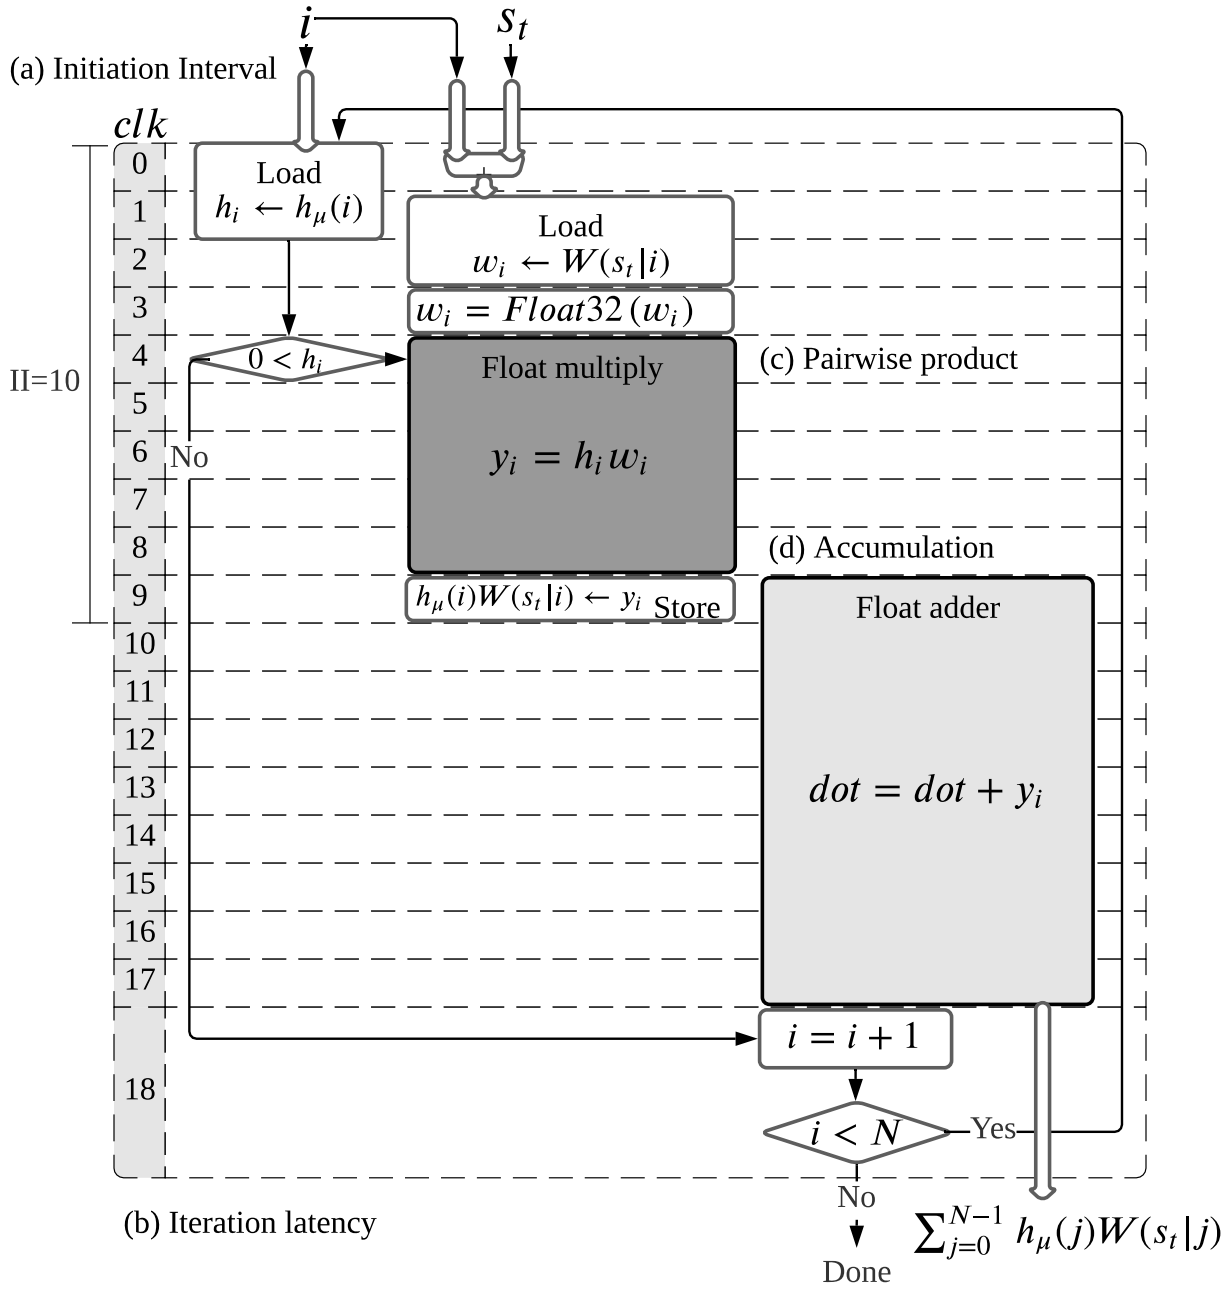 i
s_t
(a) Initiation Interval
clk
0
Load
h_i ← h_μ(i)
1
Load
w_i ← W(s_t|i)
2
3
w_i = Float32(w_i)
4
0 < h_i
Float multiply
(c) Pairwise product
II=10
5
6
No
y_i = h_i w_i
7
8
(d) Accumulation
9
h_μ(i)W(s_t|i) ← y_i Store
Float adder
10
11
12
13
dot = dot + y_i
14
15
16
17
i = i + 1
18
i < N
Yes
No
(b) Iteration latency
∑_{j=0}^{N−1} h_μ(j)W(s_t|j)
Done